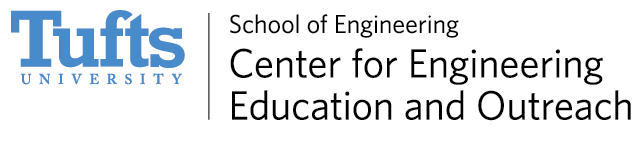 Tufts
UNIVERSITY
School of Engineering
Center for Engineering
Education and Outreach